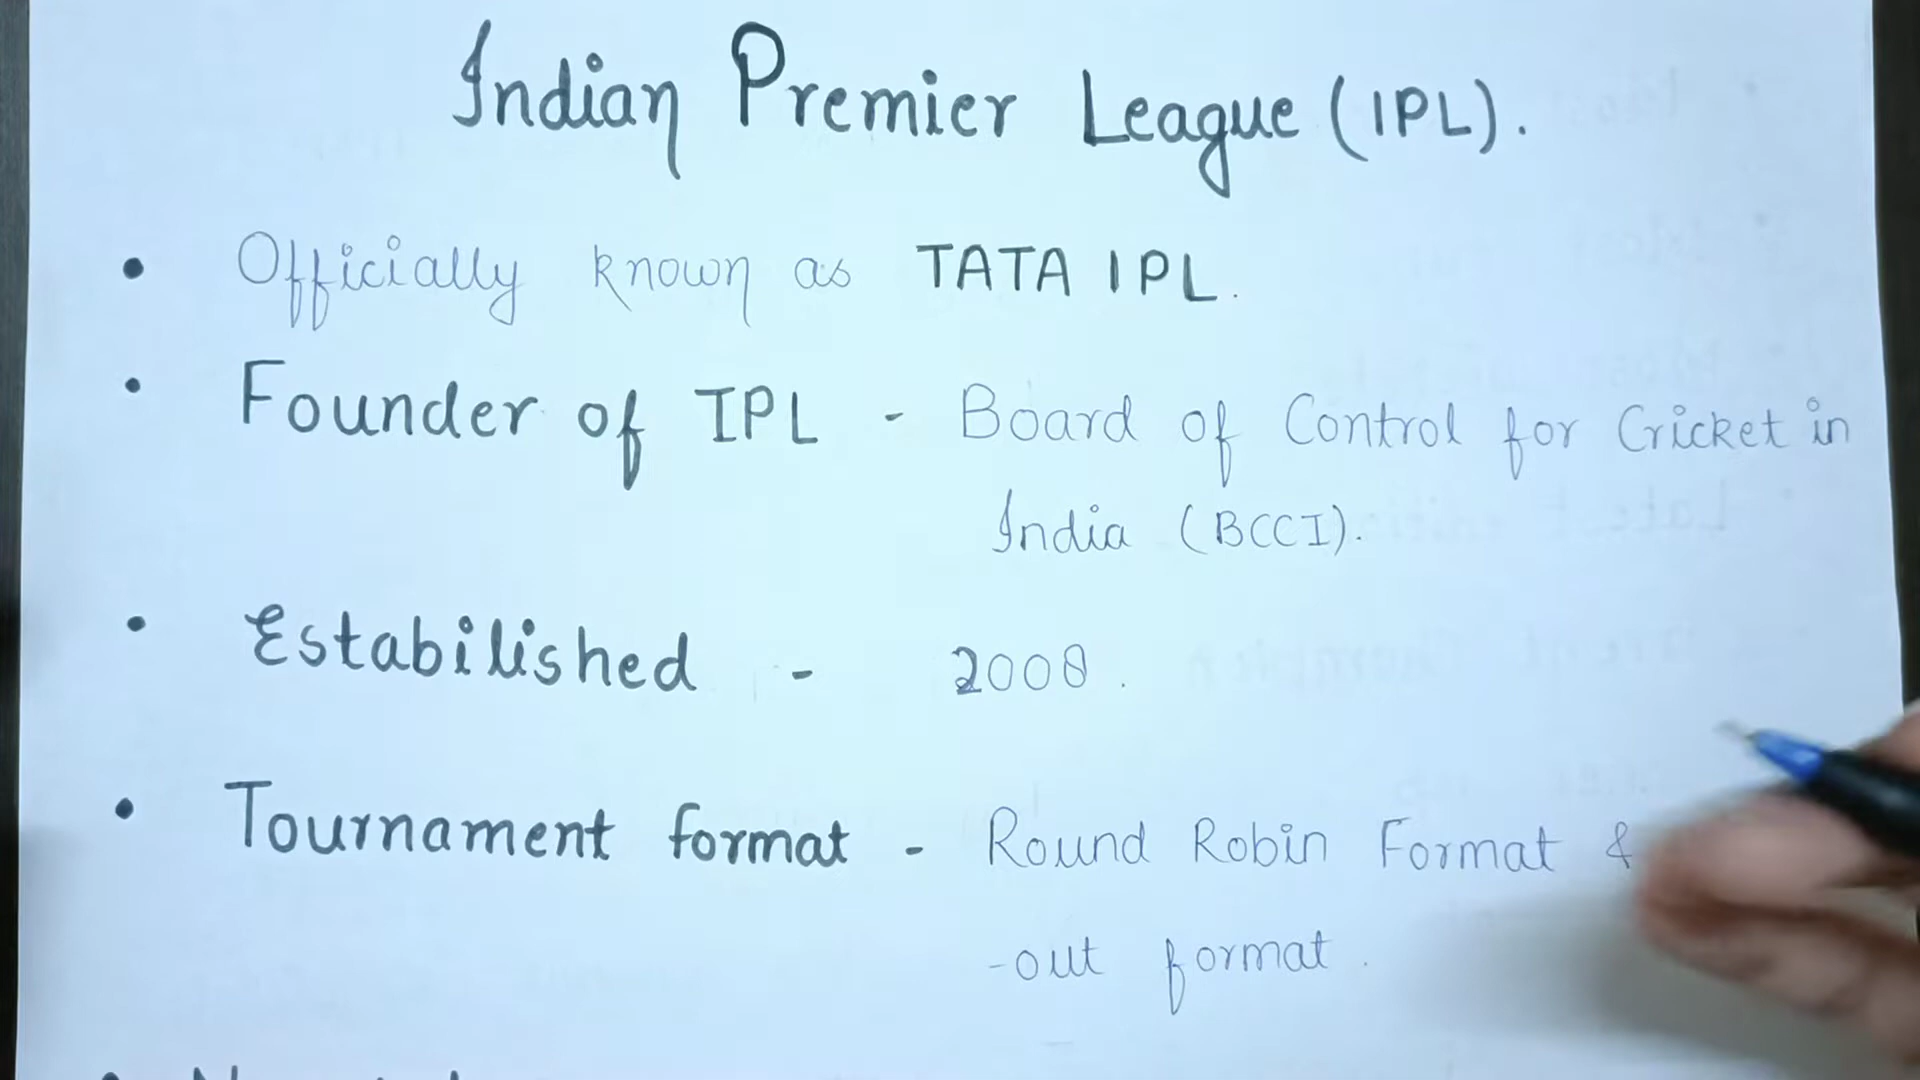 Indian Premier League (IPL).
• Officially known as TATA IPL.
• Founder of IPL - Board of Control for Cricket in
India (BCCI).
• Estabilished - 2008.
• Tournament format - Round Robin Format &
-out format.